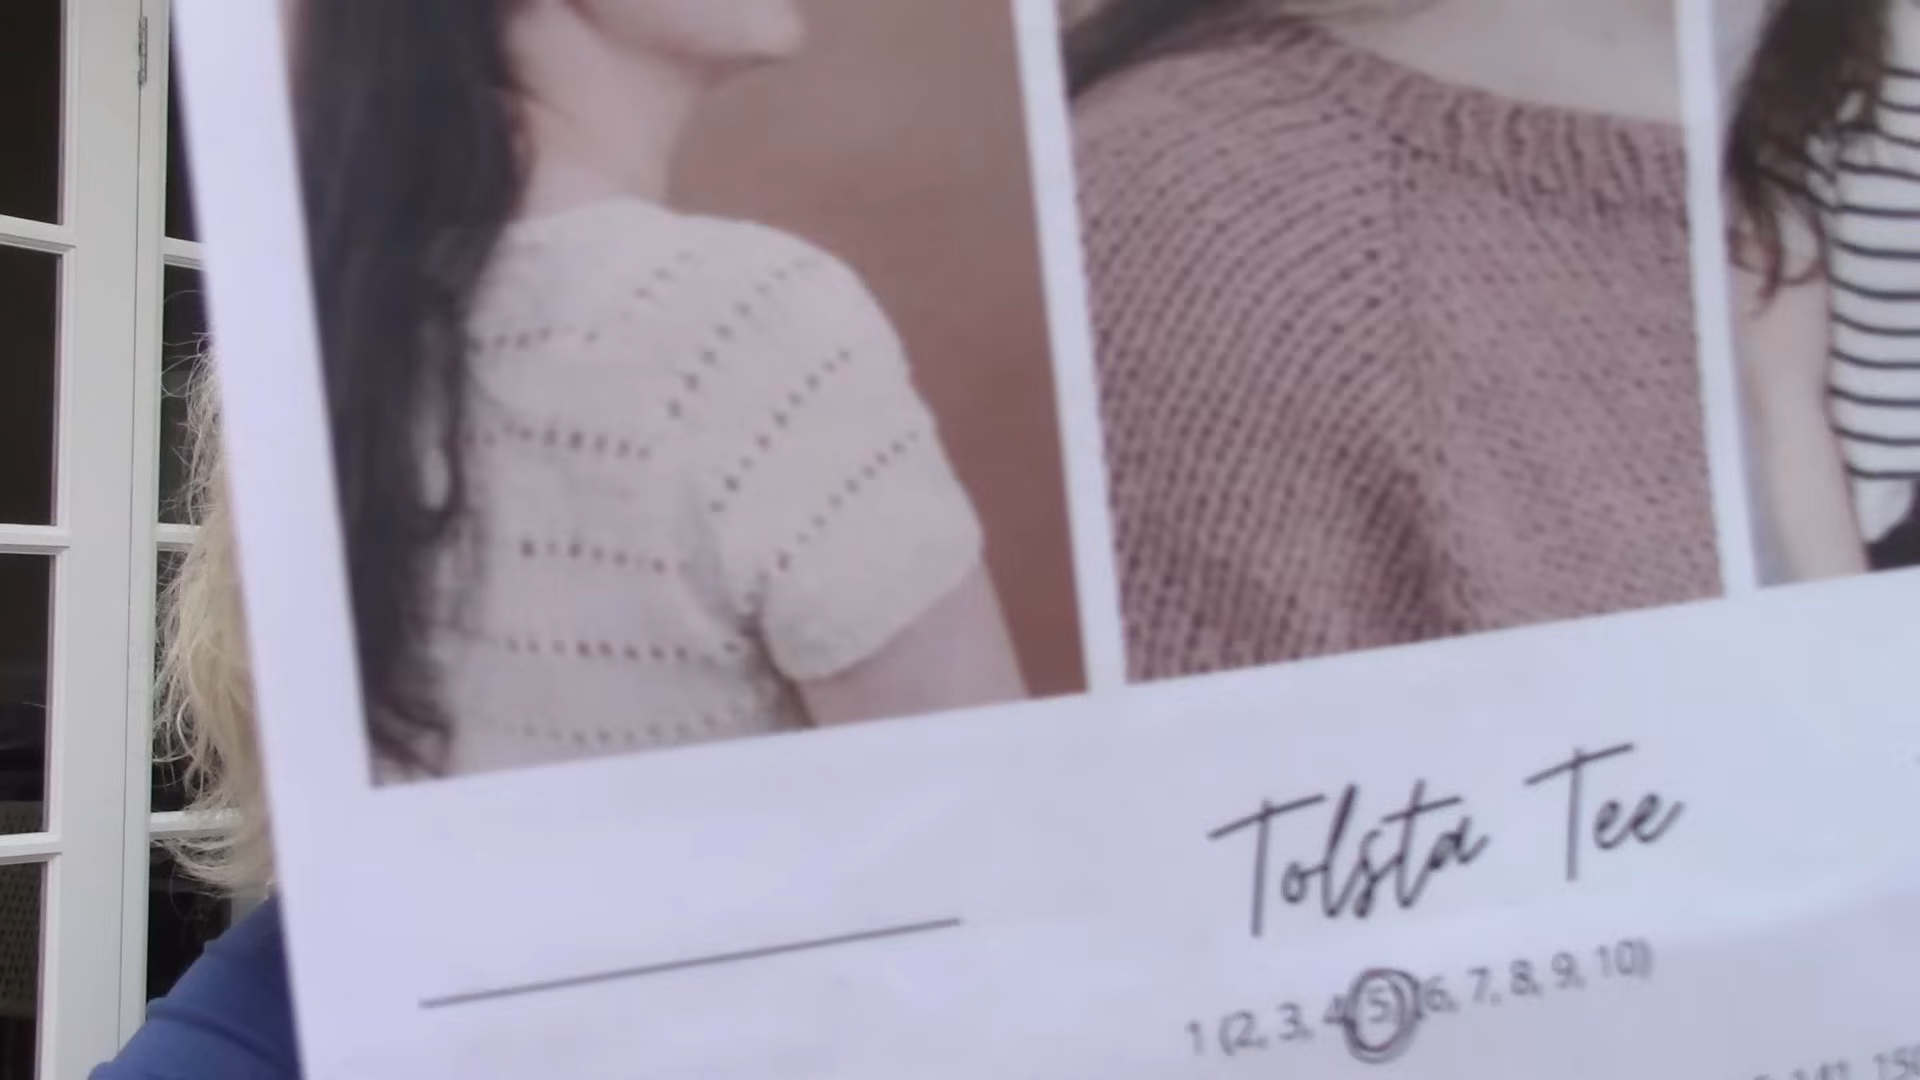 Tolsta Tee
1 (2, 3, 4, 5) (6, 7, 8, 9, 10)